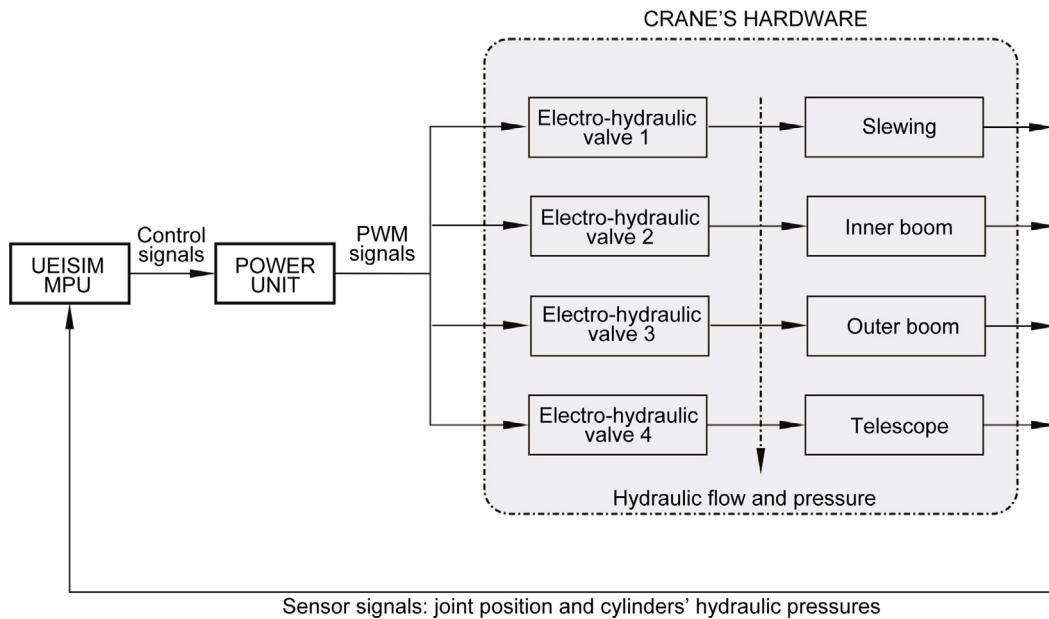 CRANE’S HARDWARE
Electro-hydraulic
valve 1
Slewing
Electro-hydraulic
valve 2
Inner boom
Control
signals
PWM
signals
UEISIM
MPU
POWER
UNIT
Electro-hydraulic
valve 3
Outer boom
Electro-hydraulic
valve 4
Telescope
Hydraulic flow and pressure
Sensor signals: joint position and cylinders’ hydraulic pressures